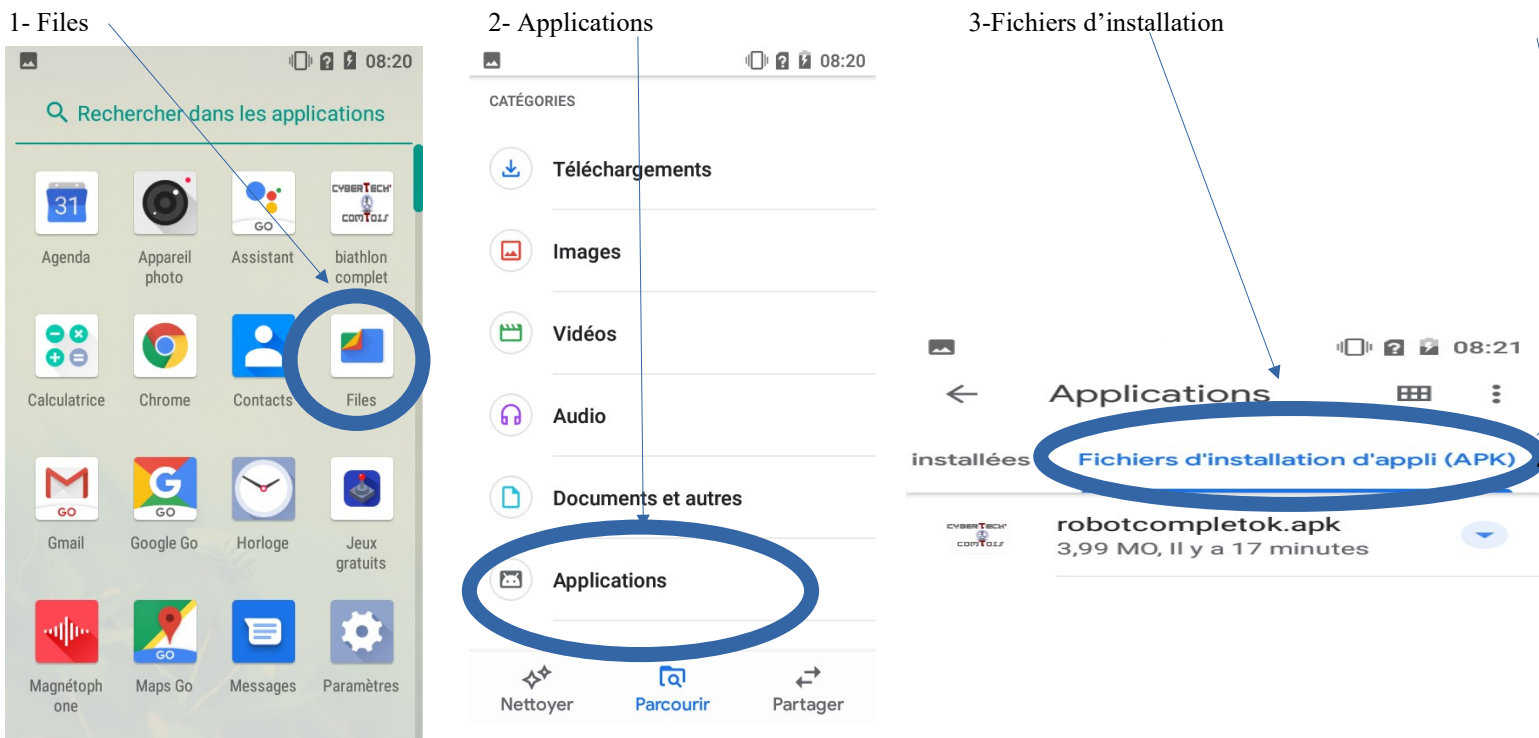 1- Files
2- Applications
3-Fichiers d'installation
08:20
Rechercher dans les applications
31
GO
CYBERTECH'
COMTOIS
Agenda
Appareil
photo
Assistant
biathlon
complet
Calculatrice
Chrome
Contacts
Files
GO
GO
Gmail
Google Go
Horloge
Jeux
gratuits
GO
Magnétoph
one
Maps Go
Messages
Paramètres
08:20
CATÉGORIES
Téléchargements
Images
Vidéos
Audio
Documents et autres
Applications
Nettoyer
Parcourir
Partager
08:21
Applications
installées
Fichiers d'installation d'appli (APK)
CYBERTECH'
COMTOIS
robotcompletok.apk
3,99 MO, Il y a 17 minutes